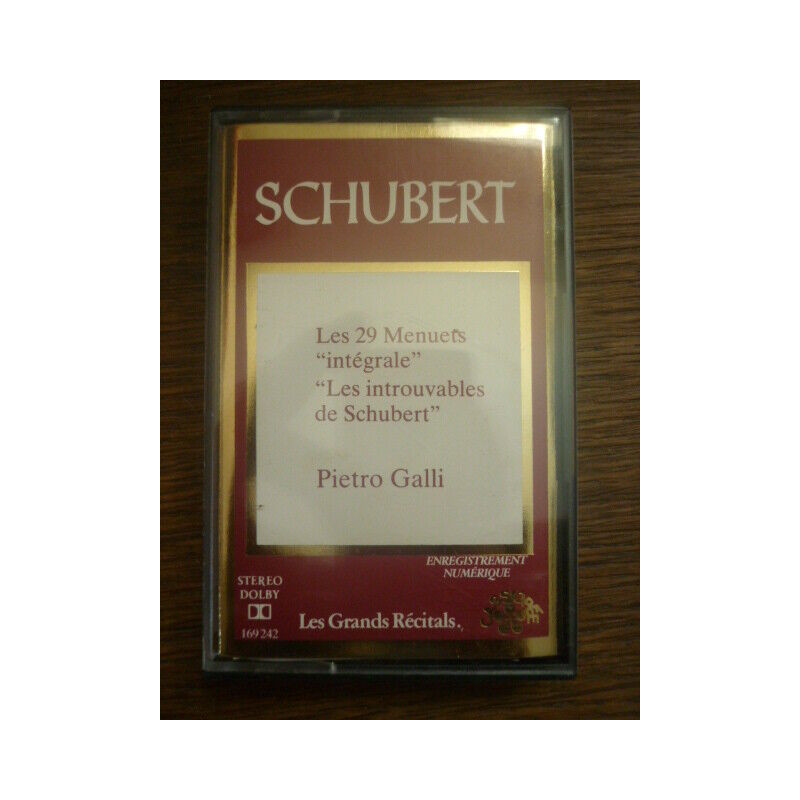 SCHUBERT
Les 29 Menuets
“intégrale”
“Les introuvables
de Schubert”
Pietro Galli
ENREGISTREMENT
NUMÉRIQUE
STEREO
DOLBY
169 242
Les Grands Récitals.